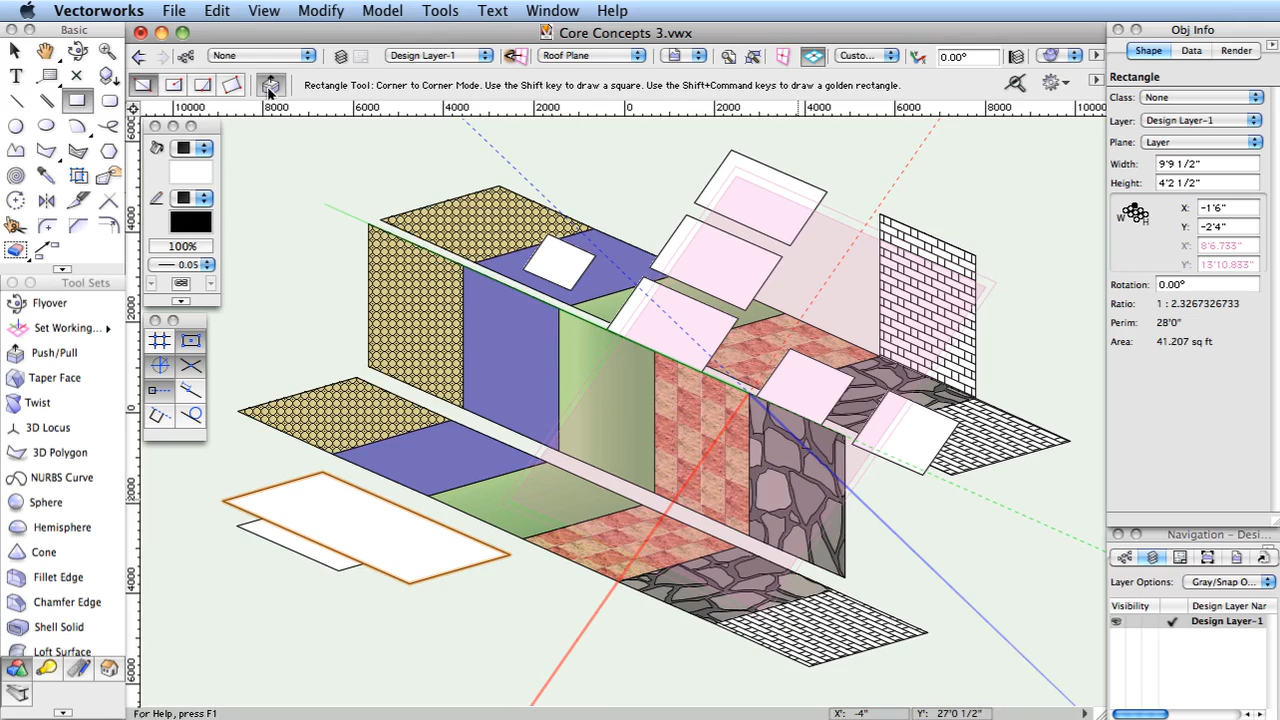 Vectorworks File Edit View Modify Model Tools Text Window Help
Basic
Core Concepts 3.vwx
Obj Info
None
Design Layer-1
Roof Plane
Custo...
0.00°
Shape Data Render
Rectangle Tool: Corner to Corner Mode. Use the Shift key to draw a square. Use the Shift+Command key to draw a golden rectangle.
Rectangle
Class: None
Layer: Design Layer-1
Plane: Layer
Width: 9'9 1/2"
Height: 4'2 1/2"
X: -1'6"
Y: -2'4"
X': 8'6.733"
Y': 13'10.833"
Rotation: 0.00°
Ratio: 1 : 2.3267326733
Perim: 28'0"
Area: 41.207 sq ft
10000 8000 6000 4000 2000 0 2000 4000 6000 8000 10000
6000
4000
2000
0
2000
4000
6000
100%
0.05
Tool Sets
Flyover
Set Working...
Push/Pull
Taper Face
Twist
3D Locus
3D Polygon
NURBS Curve
Sphere
Hemisphere
Cone
Fillet Edge
Chamfer Edge
Shell Solid
Loft Surface
Navigation - Desi...
Layer Options: Gray/Snap O...
Visibility Design Layer Nar
Design Layer-1
For Help, press F1
X': -4" Y': 27'0 1/2"